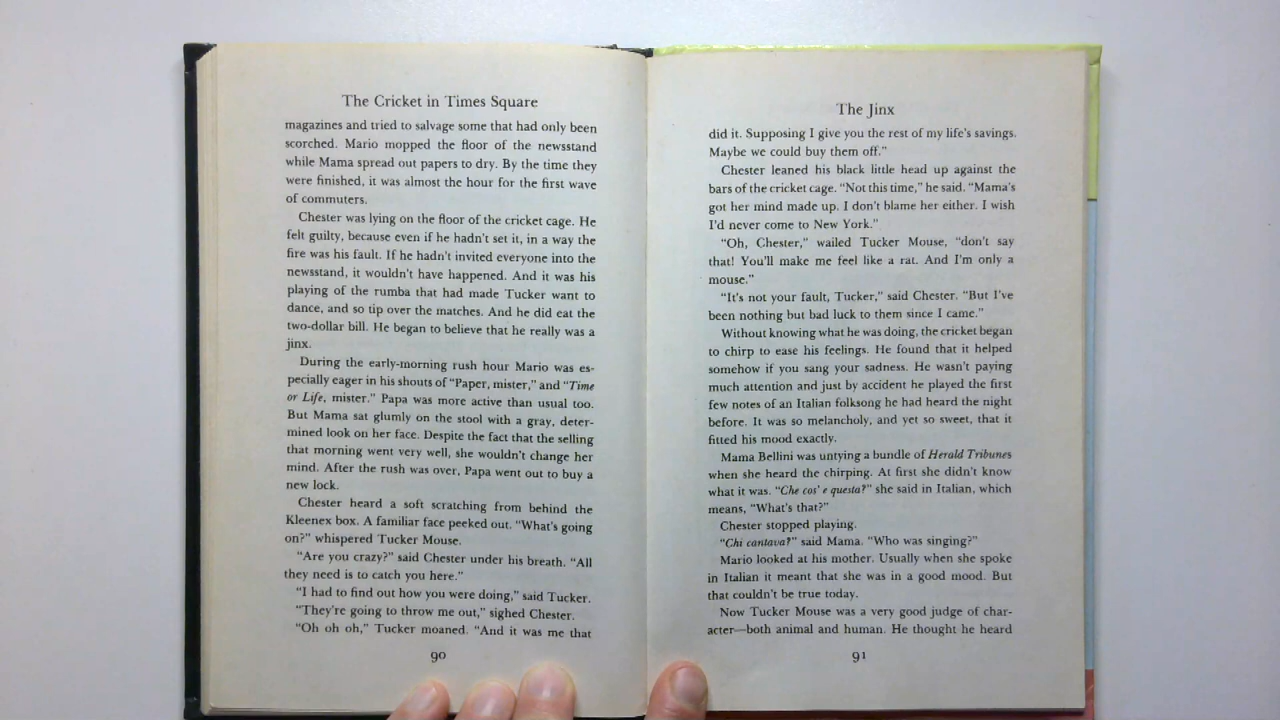 The Cricket in Times Square
magazines and tried to salvage some that had only been
scorched. Mario mopped the floor of the newsstand
while Mama spread out papers to dry. By the time they
were finished, it was almost the hour for the first wave
of commuters.
Chester was lying on the floor of the cricket cage. He
felt guilty, because even if he hadn't set it, in a way the
fire was his fault. If he hadn't invited everyone into the
newsstand, it wouldn't have happened. And it was his
playing of the rumba that had made Tucker want to
dance, and so tip over the matches. And he did eat the
two-dollar bill. He began to believe that he really was a
jinx.
During the early-morning rush hour Mario was es-
pecially eager in his shouts of "Paper, mister," and "Time
or Life, mister." Papa was more active than usual too.
But Mama sat glumly on the stool with a gray, deter-
mined look on her face. Despite the fact that the selling
that morning went very well, she wouldn't change her
mind. After the rush was over, Papa went out to buy a
new lock.
Chester heard a soft scratching from behind the
Kleenex box. A familiar face peeked out. "What's going
on?" whispered Tucker Mouse.
"Are you crazy?" said Chester under his breath. "All
they need is to catch you here."
"I had to find out how you were doing," said Tucker.
"They're going to throw me out," sighed Chester.
"Oh oh oh," Tucker moaned. "And it was me that
90
The Jinx
did it. Supposing I give you the rest of my life's savings.
Maybe we could buy them off."
Chester leaned his black little head up against the
bars of the cricket cage. "Not this time," he said. "Mama's
got her mind made up. I don't blame her either. I wish
I'd never come to New York."
"Oh, Chester," wailed Tucker Mouse, "don't say
that! You'll make me feel like a rat. And I'm only a
mouse."
"It's not your fault, Tucker," said Chester. "But I've
been nothing but bad luck to them since I came."
Without knowing what he was doing, the cricket began
to chirp to ease his feelings. He found that it helped
somehow if you sang your sadness. He wasn't paying
much attention and just by accident he played the first
few notes of an Italian folksong he had heard the night
before. It was so melancholy, and yet so sweet, that it
fitted his mood exactly.
Mama Bellini was untying a bundle of Herald Tribunes
when she heard the chirping. At first she didn't know
what it was. "Che cos' e questa?" she said in Italian, which
means, "What's that?"
Chester stopped playing.
"Chi cantava?" said Mama. "Who was singing?"
Mario looked at his mother. Usually when she spoke
in Italian it meant that she was in a good mood. But
that couldn't be true today.
Now Tucker Mouse was a very good judge of char-
acter—both animal and human. He thought he heard
91